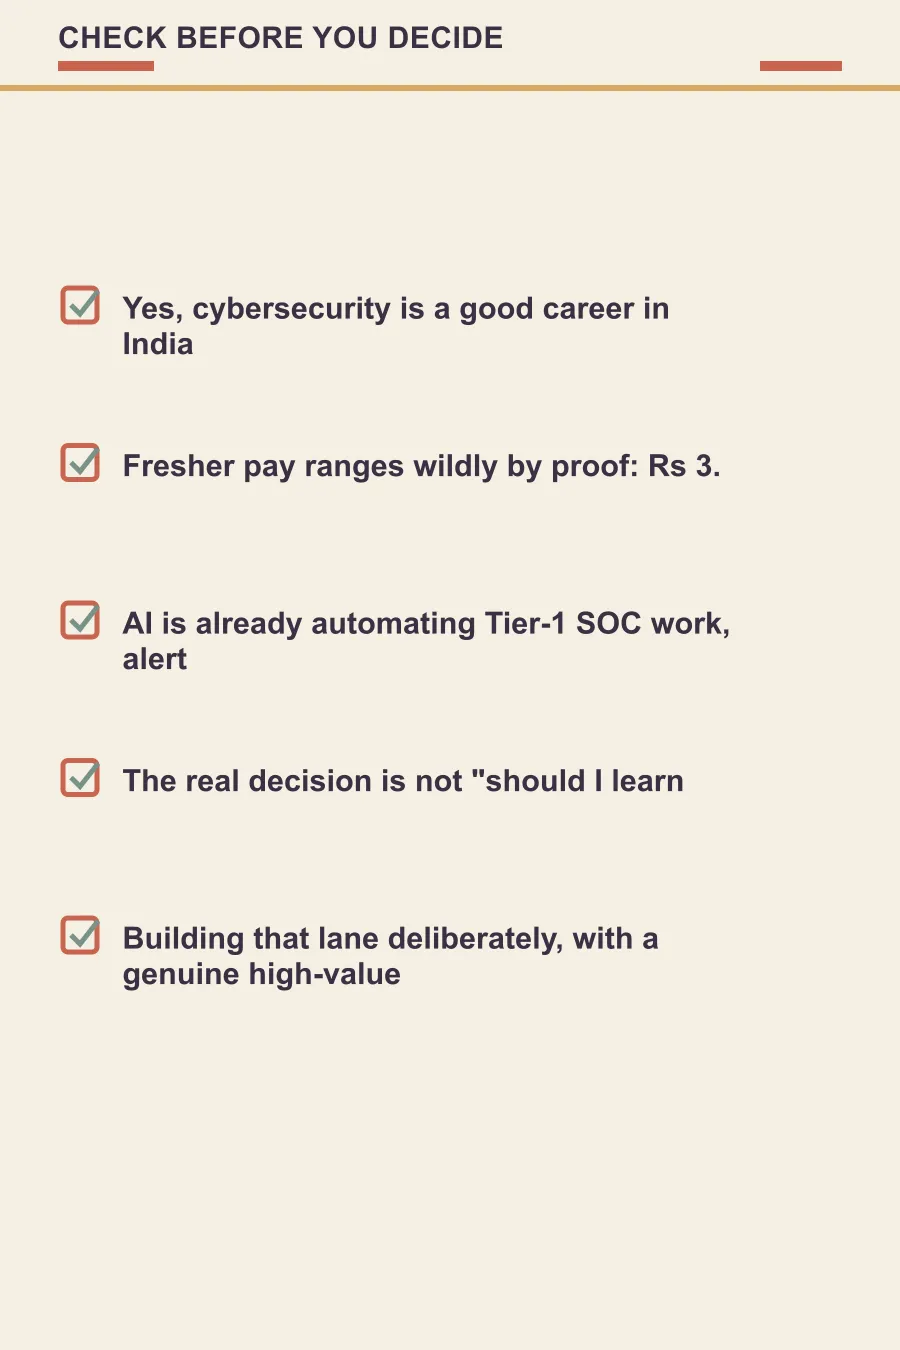 CHECK BEFORE YOU DECIDE
Yes, cybersecurity is a good career in
India
Fresher pay ranges wildly by proof: Rs 3.
AI is already automating Tier-1 SOC work,
alert
The real decision is not "should I learn
Building that lane deliberately, with a
genuine high-value